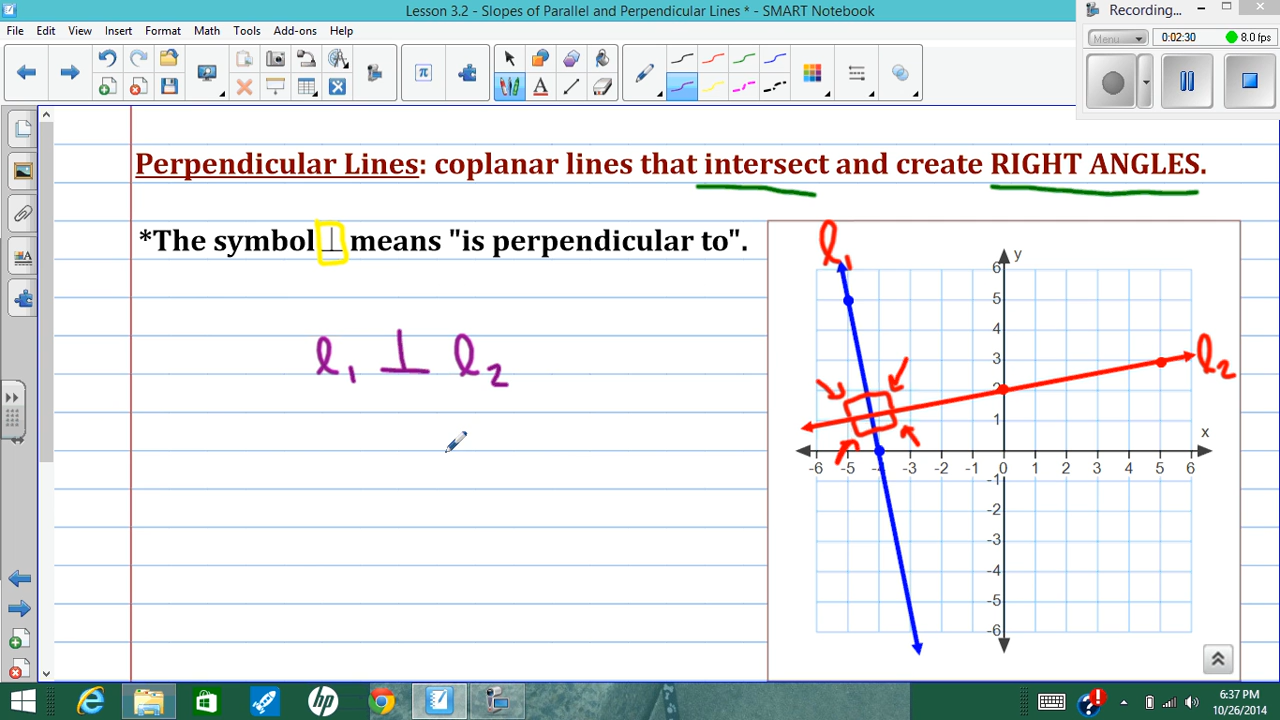 Lesson 3.2 - Slopes of Parallel and Perpendicular Lines * - SMART Notebook
Recording...
File Edit View Insert Format Math Tools Add-ons Help
Menu 0:02:30 8.0 fps
π
A
Perpendicular Lines: coplanar lines that intersect and create RIGHT ANGLES.
*The symbol ⊥ means "is perpendicular to".
ℓ1
y
6
5
4
3
2
1
ℓ2
ℓ1 ⊥ ℓ2
x
-6 -5 -4 -3 -2 -1 0 1 2 3 4 5 6
-1
-2
-3
-4
-5
-6
hp
6:37 PM
10/26/2014